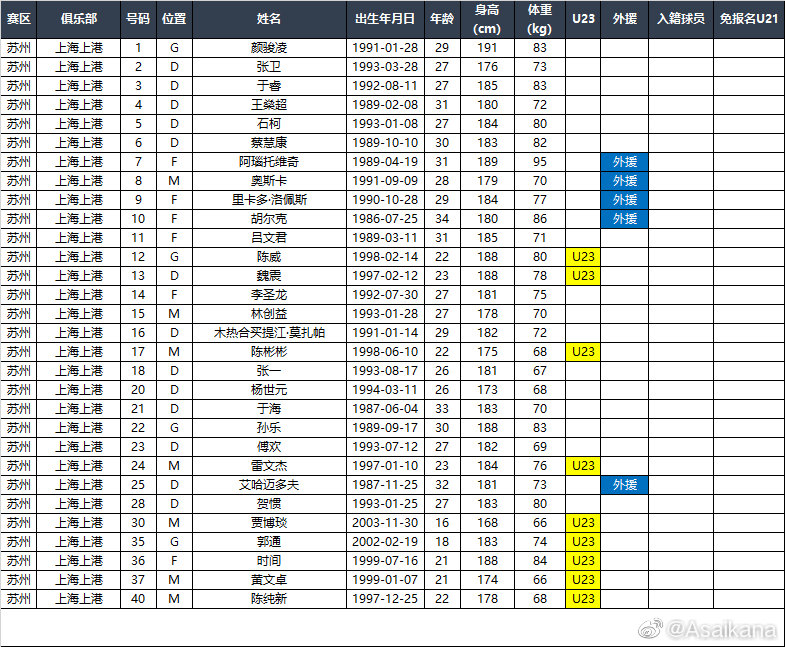 赛区 俱乐部 号码 位置 姓名 出生年月日 年龄 身高(cm) 体重(kg) U23 外援 入籍球员 免报名U21
苏州 上海上港 1 G 颜骏凌 1991-01-28 29 191 83
苏州 上海上港 2 D 张卫 1993-03-28 27 176 73
苏州 上海上港 3 D 于睿 1992-08-11 27 185 83
苏州 上海上港 4 D 王燊超 1989-02-08 31 180 72
苏州 上海上港 5 D 石柯 1993-01-08 27 184 80
苏州 上海上港 6 D 蔡慧康 1989-10-10 30 183 82
苏州 上海上港 7 F 阿瑙托维奇 1989-04-19 31 189 95 外援
苏州 上海上港 8 M 奥斯卡 1991-09-09 28 179 70 外援
苏州 上海上港 9 F 里卡多·洛佩斯 1990-10-28 29 184 77 外援
苏州 上海上港 10 F 胡尔克 1986-07-25 34 180 86 外援
苏州 上海上港 11 F 吕文君 1989-03-11 31 185 71
苏州 上海上港 12 G 陈威 1998-02-14 22 188 80 U23
苏州 上海上港 13 D 魏震 1997-02-12 23 188 78 U23
苏州 上海上港 14 F 李圣龙 1992-07-30 27 181 75
苏州 上海上港 15 M 林创益 1993-01-28 27 178 70
苏州 上海上港 16 D 木热合买提江·莫扎帕 1991-01-14 29 182 72
苏州 上海上港 17 M 陈彬彬 1998-06-10 22 175 68 U23
苏州 上海上港 18 D 张一 1993-08-17 26 181 67
苏州 上海上港 20 D 杨世元 1994-03-11 26 173 68
苏州 上海上港 21 D 于海 1987-06-04 33 183 70
苏州 上海上港 22 G 孙乐 1989-09-17 30 188 83
苏州 上海上港 23 D 傅欢 1993-07-12 27 182 69
苏州 上海上港 24 M 雷文杰 1997-01-10 23 184 76 U23
苏州 上海上港 25 D 艾哈迈多夫 1987-11-25 32 181 73 外援
苏州 上海上港 28 D 贺惯 1993-01-25 27 183 80
苏州 上海上港 30 M 贾博琰 2003-11-30 16 168 66 U23
苏州 上海上港 35 G 郭通 2002-02-19 18 183 74 U23
苏州 上海上港 36 F 时间 1999-07-16 21 188 84 U23
苏州 上海上港 37 M 黄文卓 1999-01-07 21 174 66 U23
苏州 上海上港 40 M 陈纯新 1997-12-25 22 178 68 U23
@Asaikana